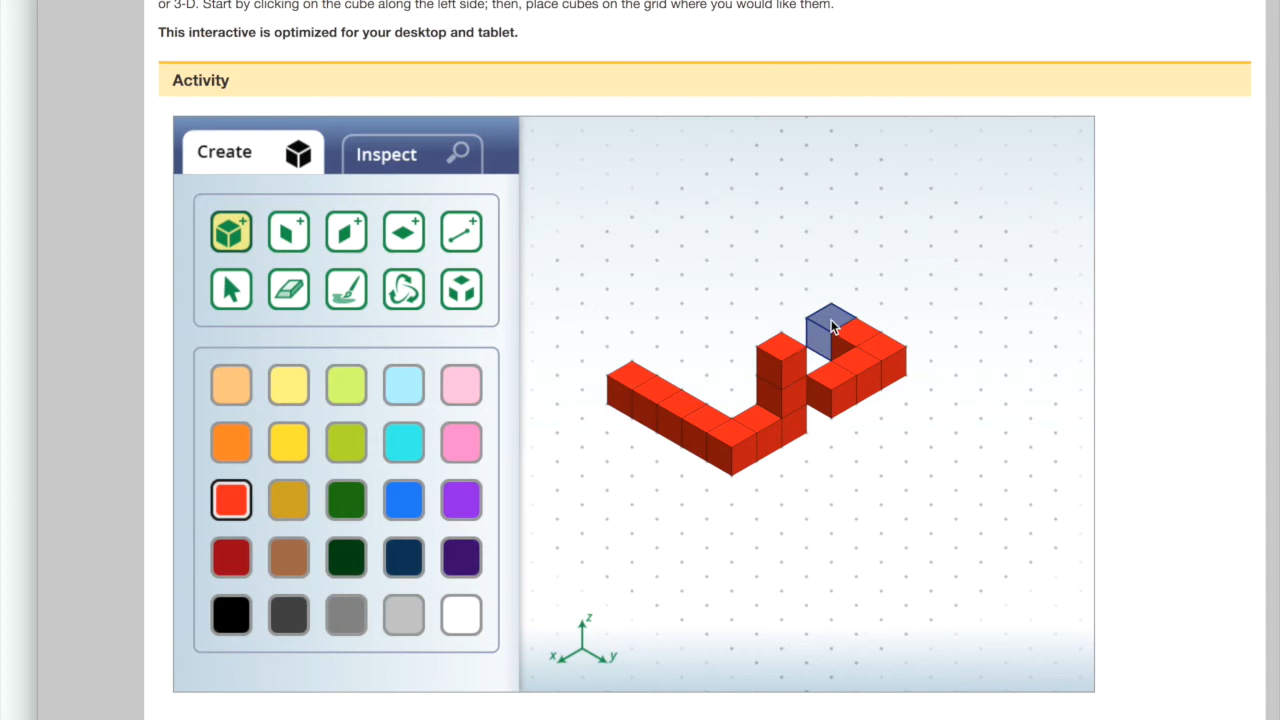 or 3-D. Start by clicking on the cube along the left side; then, place cubes on the grid where you would like them.
This interactive is optimized for your desktop and tablet.
Activity
Create
Inspect
z
x
y